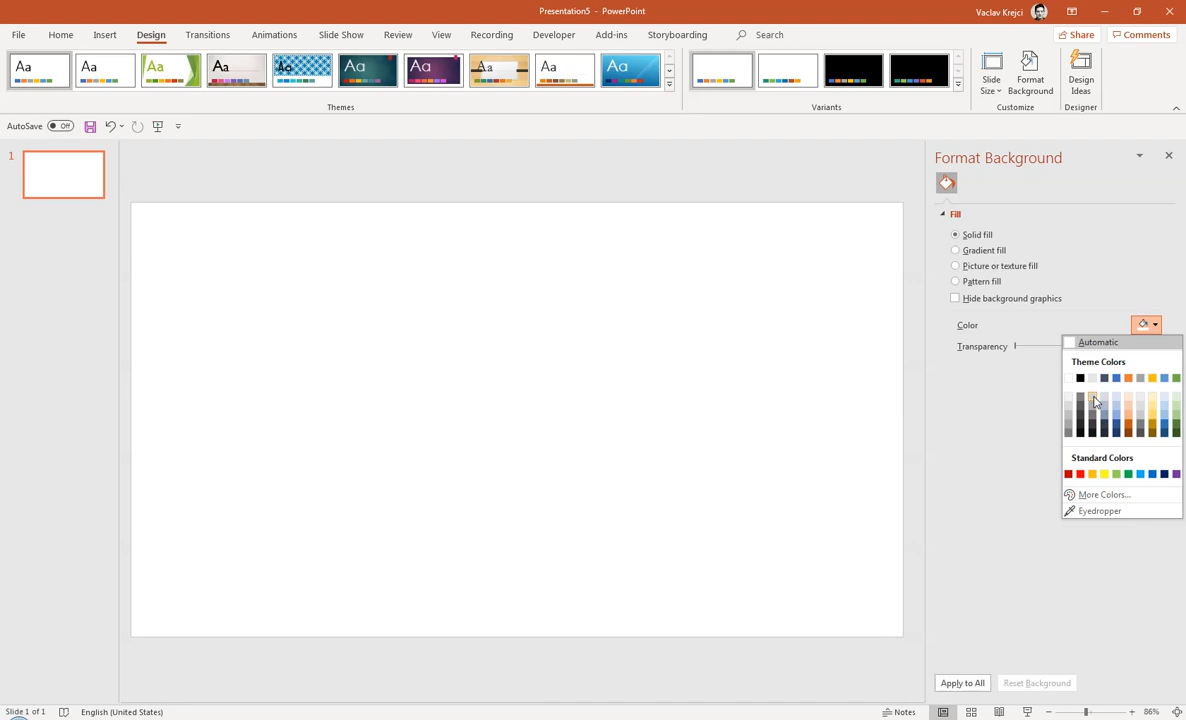 Presentation5 - PowerPoint
Vaclav Krejci
File Home Insert Design Transitions Animations Slide Show Review View Recording Developer Add-ins Storyboarding Search Share Comments
Aa Aa Aa Aa Aa Aa Aa Aa Aa Aa
Slide Size Format Background Design Ideas
Themes Variants Customize Designer
AutoSave Off
1
Format Background
Fill
Solid fill
Gradient fill
Picture or texture fill
Pattern fill
Hide background graphics
Color
Automatic
Transparency
Theme Colors
Standard Colors
More Colors...
Eyedropper
Apply to All Reset Background
Slide 1 of 1 English (United States) Notes 86%